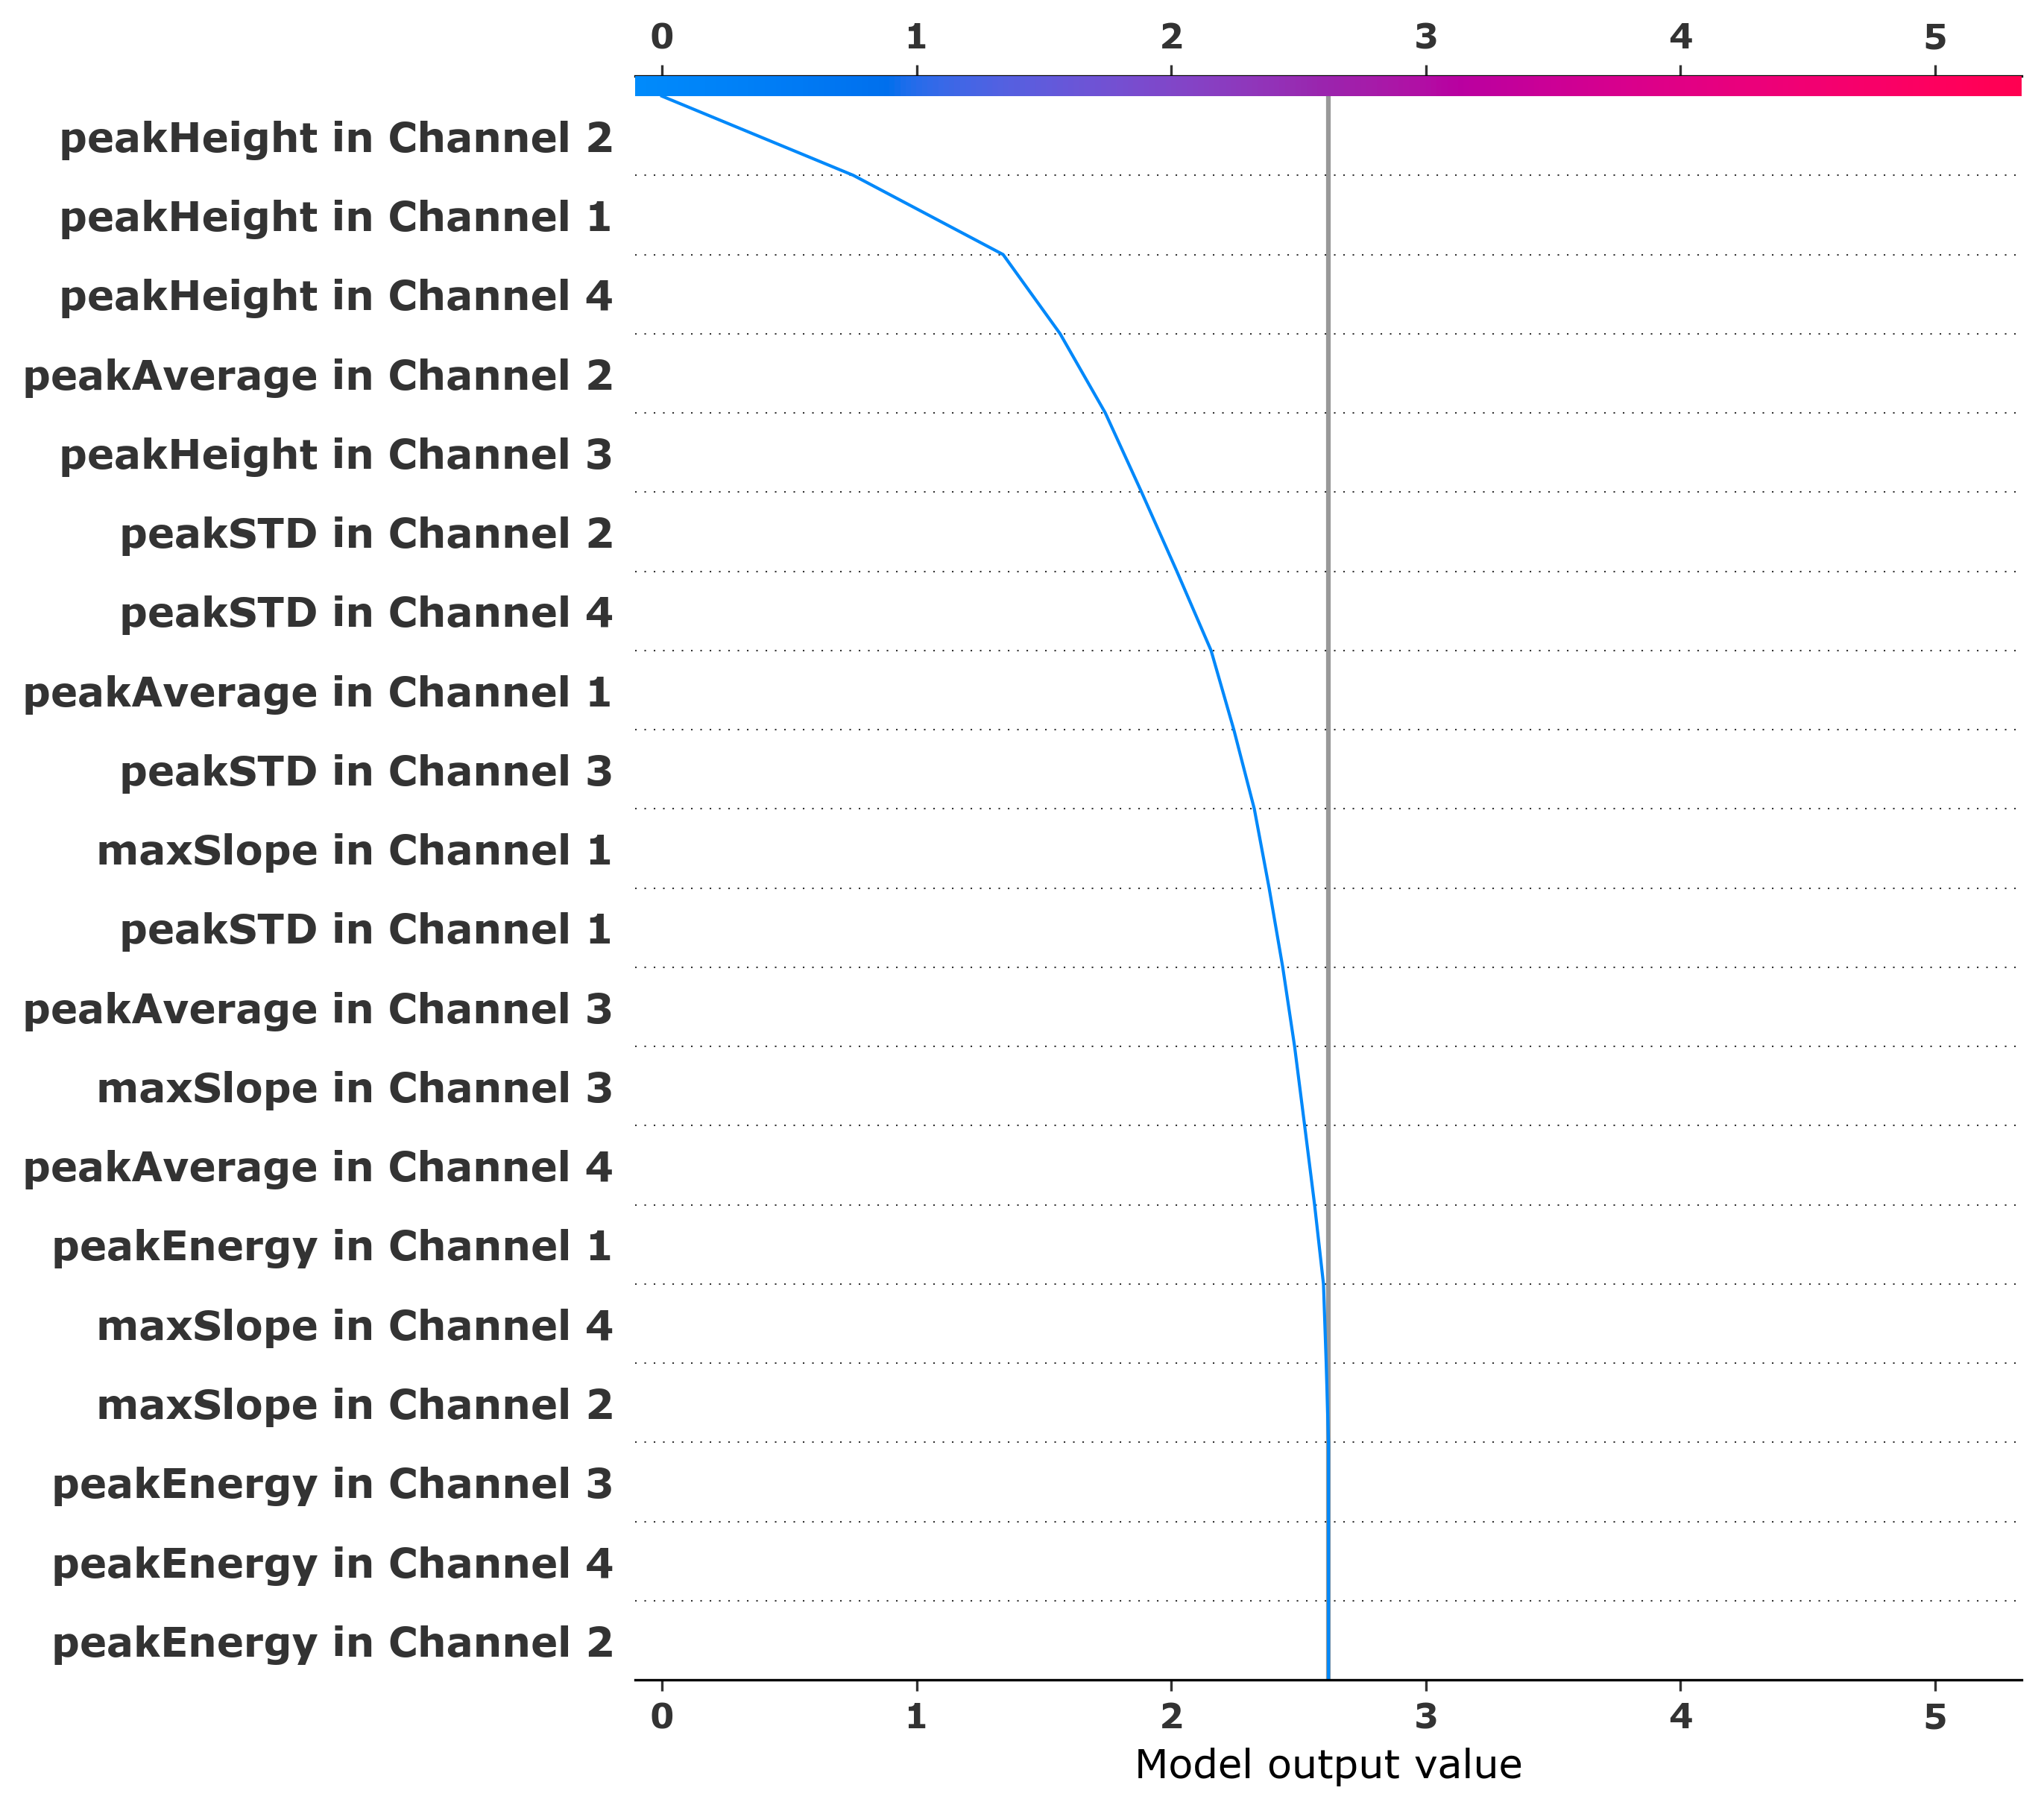 0 1 2 3 4 5
peakHeight in Channel 2
peakHeight in Channel 1
peakHeight in Channel 4
peakAverage in Channel 2
peakHeight in Channel 3
peakSTD in Channel 2
peakSTD in Channel 4
peakAverage in Channel 1
peakSTD in Channel 3
maxSlope in Channel 1
peakSTD in Channel 1
peakAverage in Channel 3
maxSlope in Channel 3
peakAverage in Channel 4
peakEnergy in Channel 1
maxSlope in Channel 4
maxSlope in Channel 2
peakEnergy in Channel 3
peakEnergy in Channel 4
peakEnergy in Channel 2
0 1 2 3 4 5
Model output value